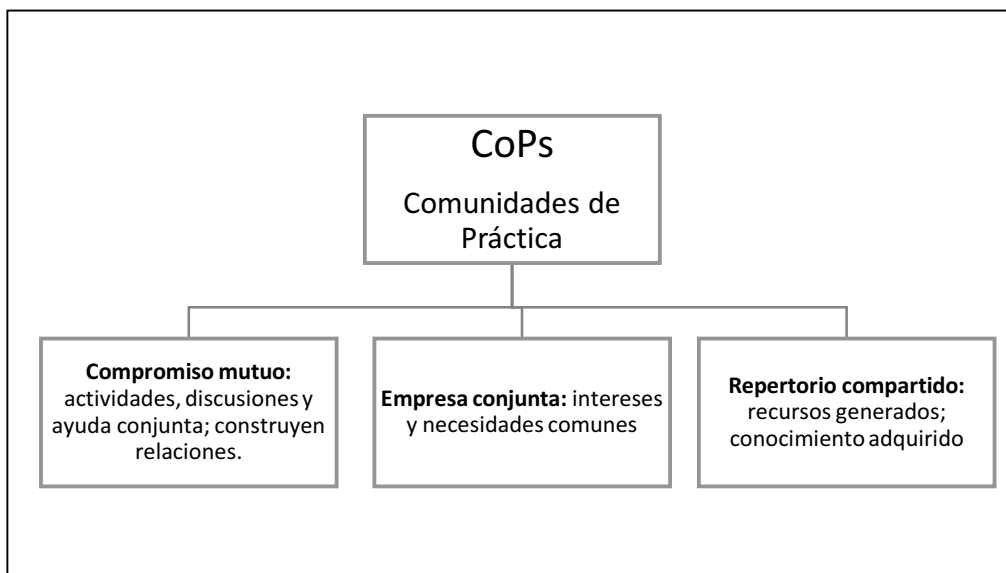 CoPs
Comunidades de
Práctica
Compromiso mutuo:
actividades, discusiones y
ayuda conjunta; construyen
relaciones.
Empresa conjunta: intereses
y necesidades comunes
Repertorio compartido:
recursos generados;
conocimiento adquirido